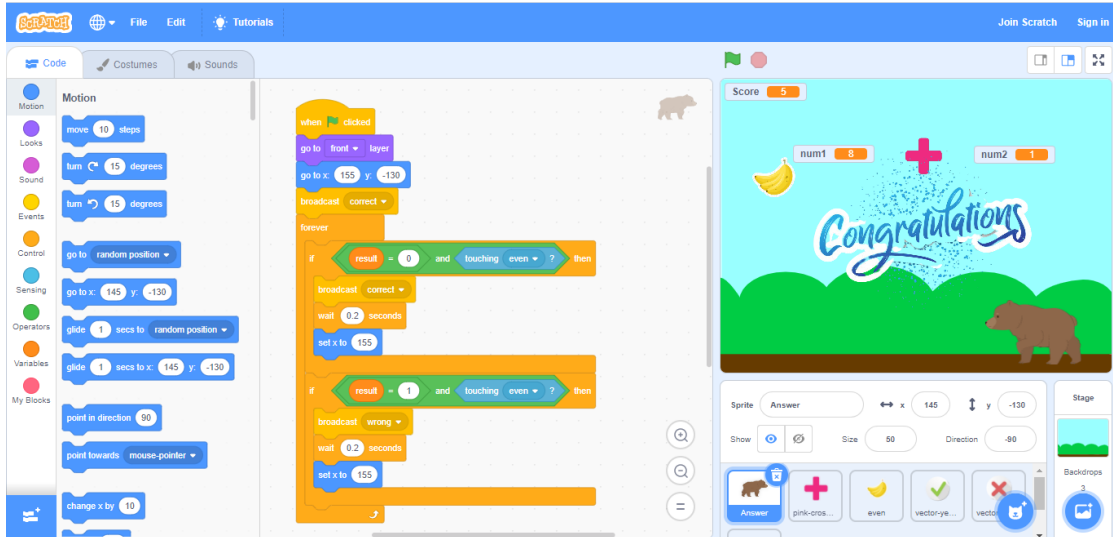 SCRATCH File Edit Tutorials Join Scratch Sign in
Code Costumes Sounds
Motion
Looks
Sound
Events
Control
Sensing
Operators
Variables
My Blocks
Motion
move 10 steps
turn 15 degrees
turn 15 degrees
go to random position
go to x: 145 y: -130
glide 1 secs to random position
glide 1 secs to x: 145 y: -130
point in direction 90
point towards mouse-pointer
change x by 10
when clicked
go to front layer
go to x: 155 y: -130
broadcast correct
forever
if result = 0 and touching even ? then
broadcast correct
wait 0.2 seconds
set x to 155
if result = 1 and touching even ? then
broadcast wrong
wait 0.2 seconds
set x to 155
Score 5
num1 8
num2 1
Congratulations
Sprite Answer x 145 y -130
Show Size 50 Direction -90
Answer pink-cros... even vector-ye... vector
Stage
Backdrops
3